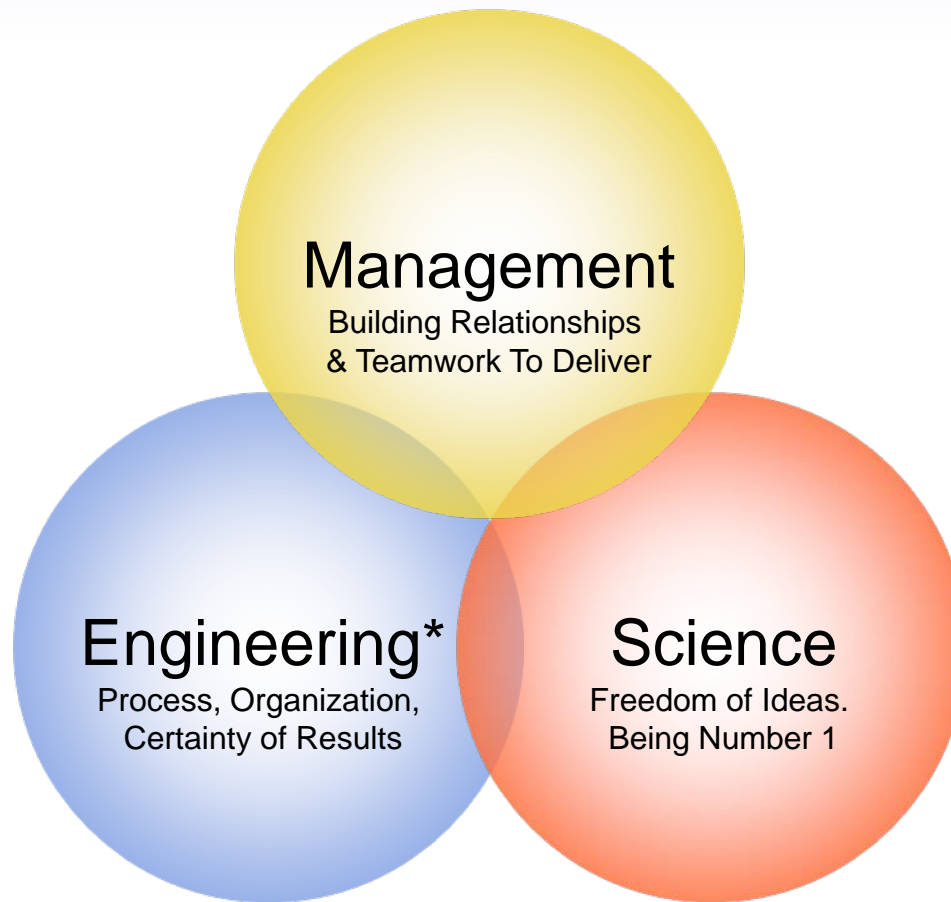 Management
Building Relationships
& Teamwork To Deliver
Engineering*
Process, Organization,
Certainty of Results
Science
Freedom of Ideas.
Being Number 1